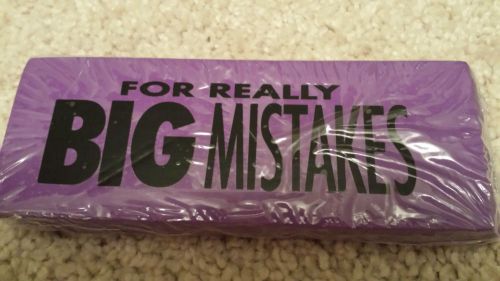 FOR REALLY
BIG MISTAKES